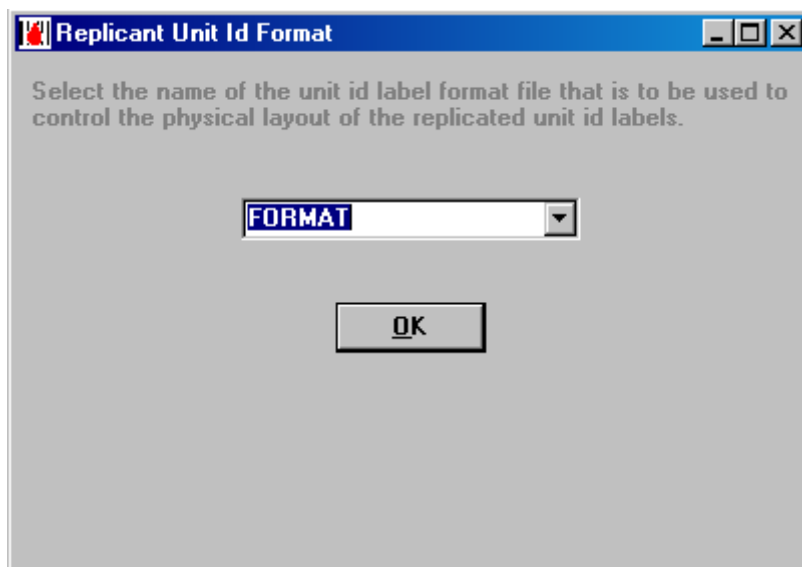 Replicant Unit Id Format
Select the name of the unit id label format file that is to be used to
control the physical layout of the replicated unit id labels.
FORMAT
OK